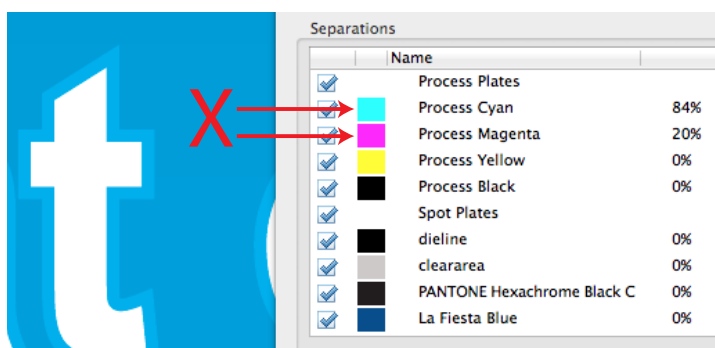 t
X
Separations
Name
Process Plates
Process Cyan 84%
Process Magenta 20%
Process Yellow 0%
Process Black 0%
Spot Plates
dieline 0%
cleararea 0%
PANTONE Hexachrome Black C 0%
La Fiesta Blue 0%